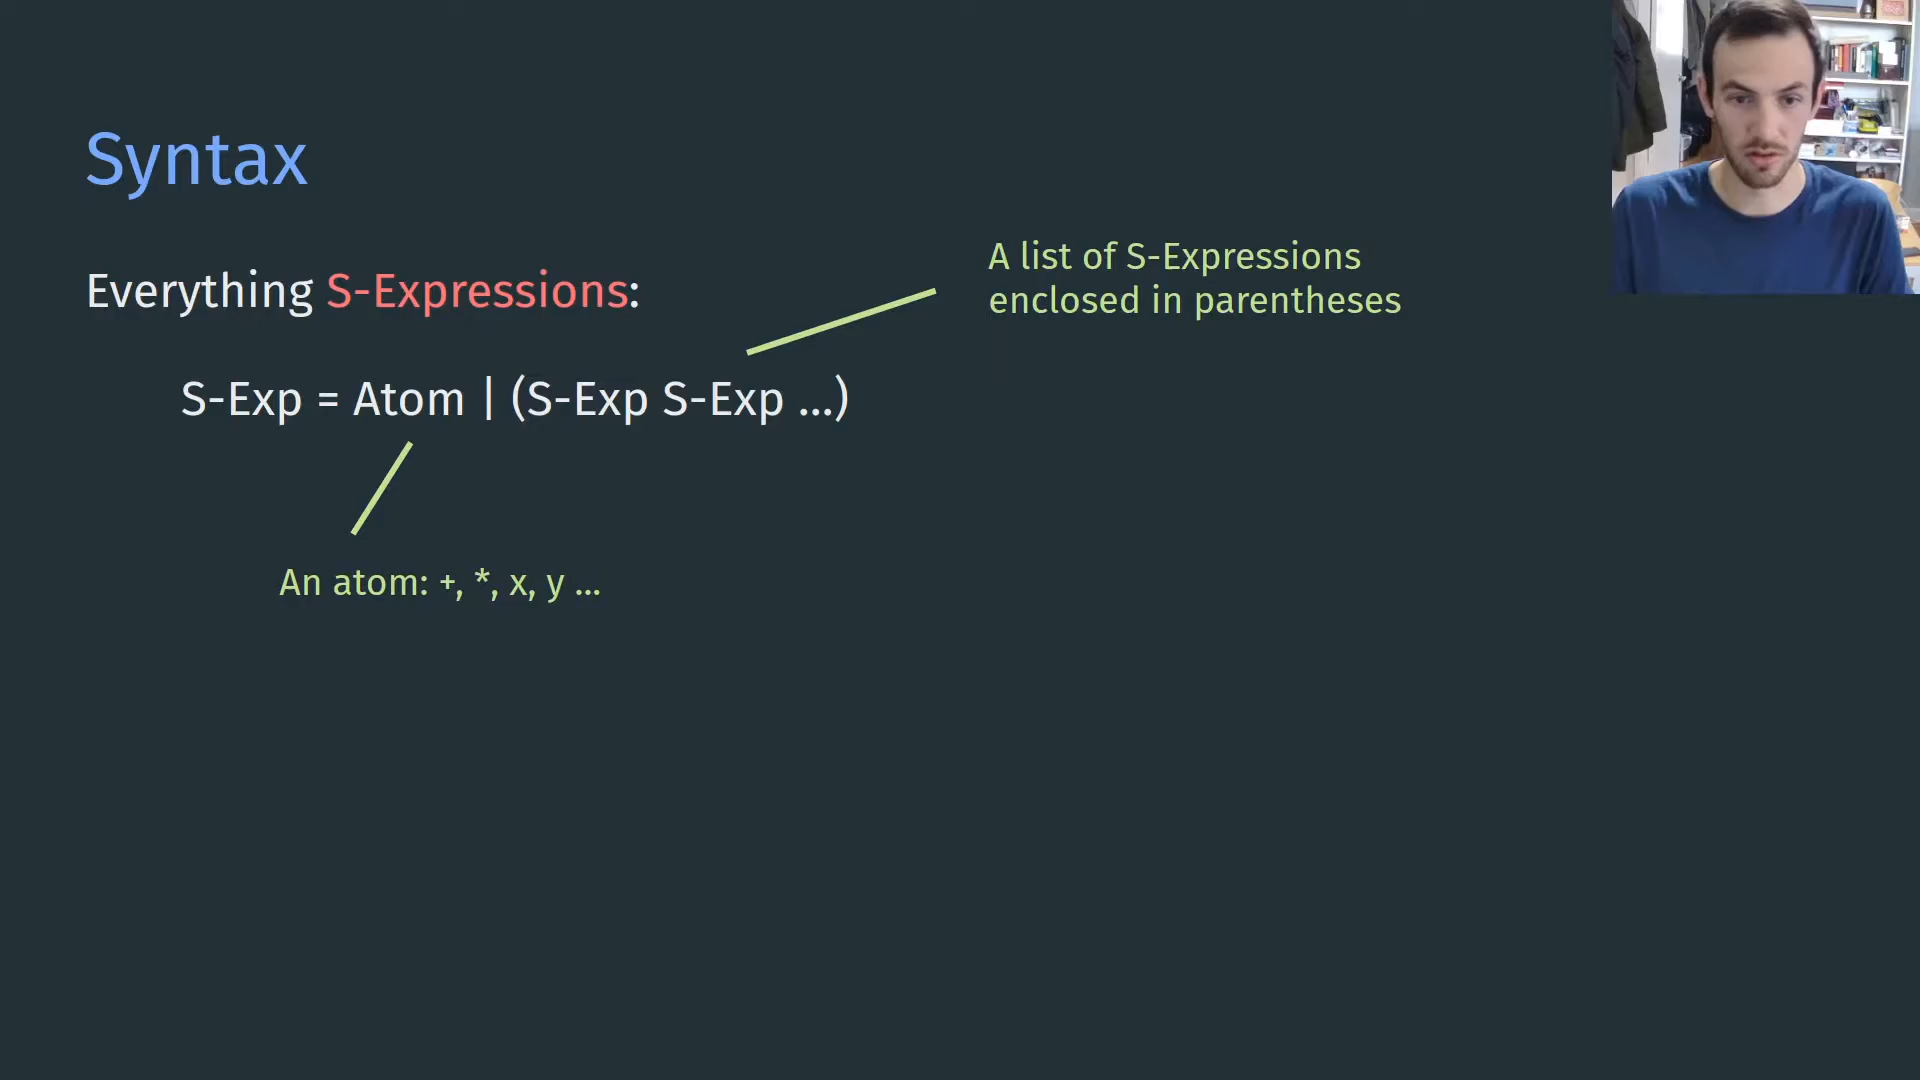 Syntax
Everything S-Expressions:
A list of S-Expressions
enclosed in parentheses
S-Exp = Atom | (S-Exp S-Exp ...)
An atom: +, *, x, y ...